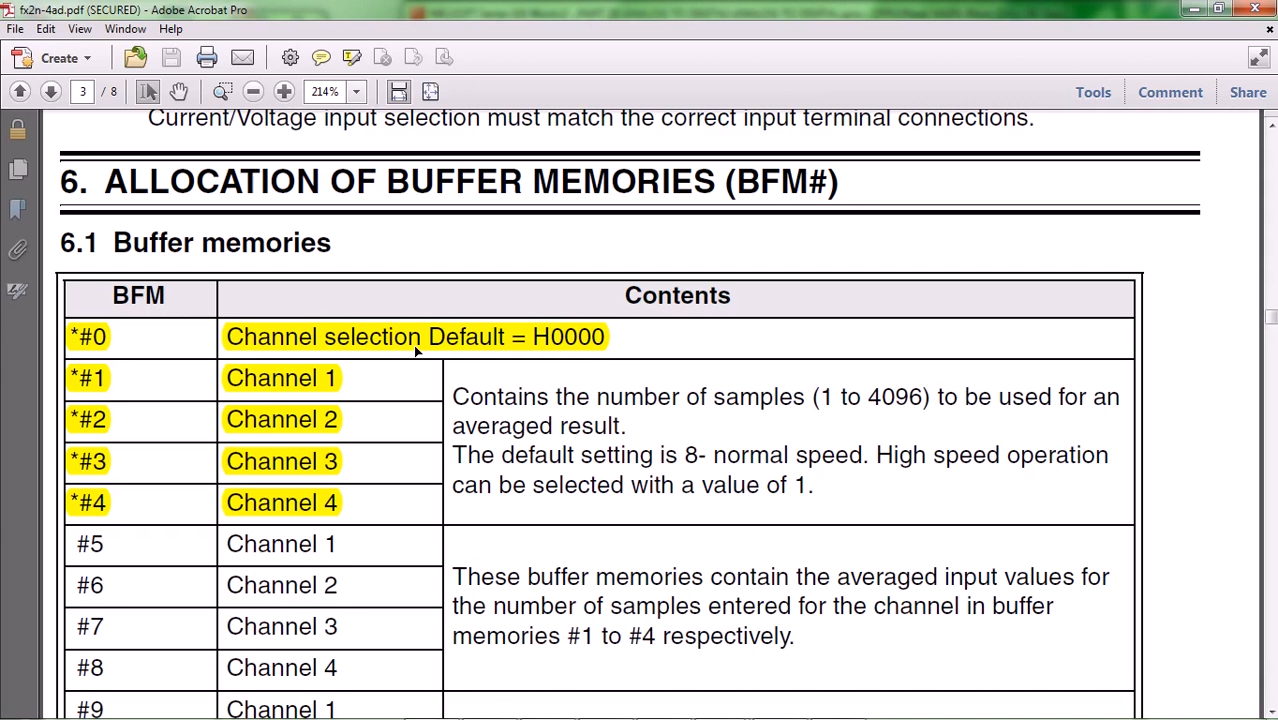 fx2n-4ad.pdf (SECURED) - Adobe Acrobat Pro
File Edit View Window Help
Create
3 / 8 214% Tools Comment Share
Current/Voltage input selection must match the correct input terminal connections.
6. ALLOCATION OF BUFFER MEMORIES (BFM#)
6.1 Buffer memories
BFM Contents
*#0 Channel selection Default = H0000
*#1 Channel 1
*#2 Channel 2
*#3 Channel 3
*#4 Channel 4
Contains the number of samples (1 to 4096) to be used for an
averaged result.
The default setting is 8- normal speed. High speed operation
can be selected with a value of 1.
#5 Channel 1
#6 Channel 2
#7 Channel 3
#8 Channel 4
These buffer memories contain the averaged input values for
the number of samples entered for the channel in buffer
memories #1 to #4 respectively.
#9 Channel 1